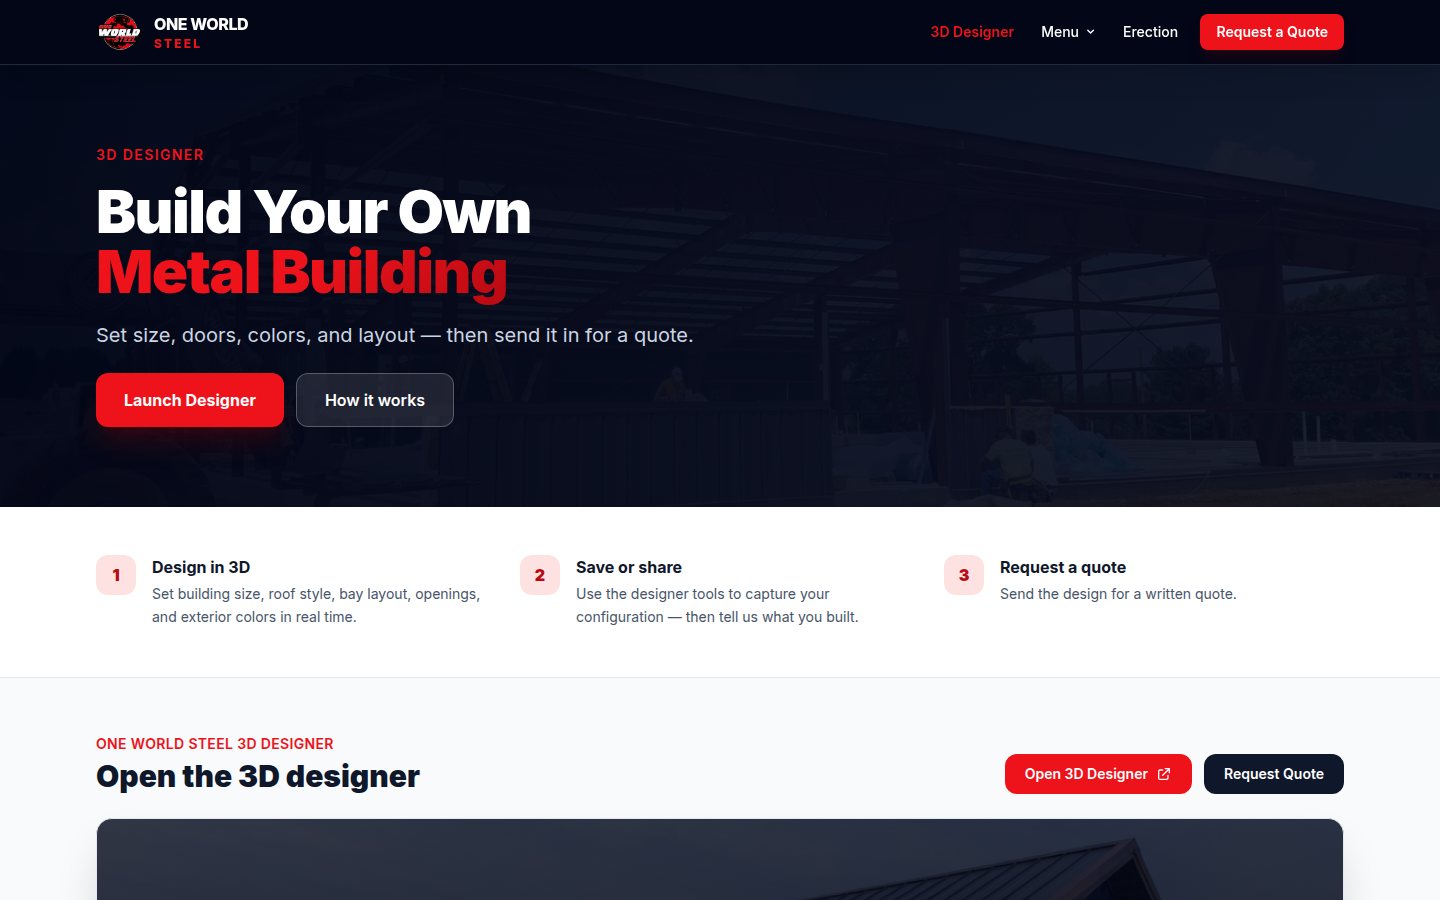 ONE WORLD
STEEL
3D Designer
Menu
Erection
Request a Quote
3D DESIGNER
Build Your Own
Metal Building
Set size, doors, colors, and layout — then send it in for a quote.
Launch Designer
How it works
1
Design in 3D
Set building size, roof style, bay layout, openings,
and exterior colors in real time.
2
Save or share
Use the designer tools to capture your
configuration — then tell us what you built.
3
Request a quote
Send the design for a written quote.
ONE WORLD STEEL 3D DESIGNER
Open the 3D designer
Open 3D Designer
Request Quote